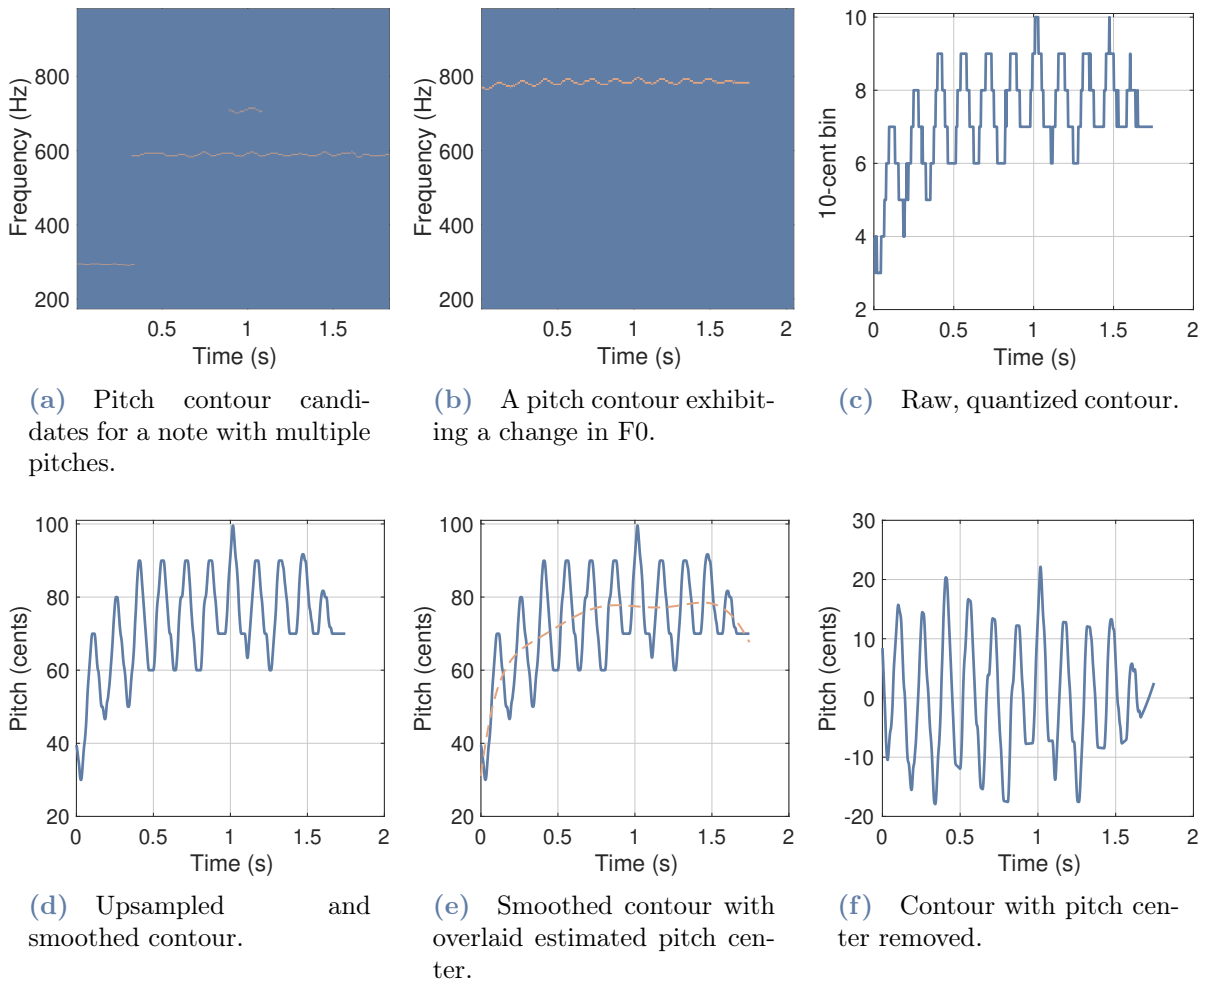 800
600
400
200
Frequency (Hz)
0.5 1 1.5
Time (s)
(a) Pitch contour candi-
dates for a note with multiple
pitches.
800
600
400
200
Frequency (Hz)
0.5 1 1.5 2
Time (s)
(b) A pitch contour exhibit-
ing a change in F0.
10
8
6
4
2
10-cent bin
0 0.5 1 1.5 2
Time (s)
(c) Raw, quantized contour.
100
80
60
40
20
Pitch (cents)
0 0.5 1 1.5 2
Time (s)
(d) Upsampled and
smoothed contour.
100
80
60
40
20
Pitch (cents)
0 0.5 1 1.5 2
Time (s)
(e) Smoothed contour with
overlaid estimated pitch cen-
ter.
30
20
10
0
-10
-20
Pitch (cents)
0 0.5 1 1.5 2
Time (s)
(f) Contour with pitch cen-
ter removed.